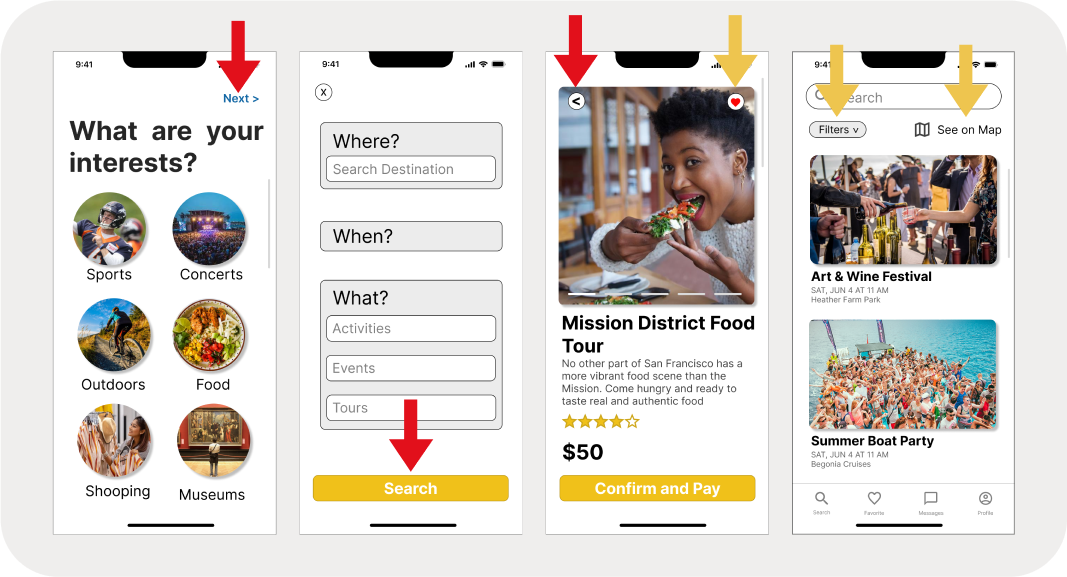 9:41
Next >
What are your
interests?
Sports
Concerts
Outdoors
Food
Shooping
Museums
9:41
X
Where?
Search Destination
When?
What?
Activities
Events
Tours
Search
<
Mission District Food
Tour
No other part of San Francisco has a
more vibrant food scene than the
Mission. Come hungry and ready to
taste real and authentic food
$50
Confirm and Pay
9:41
Search
Filters v
See on Map
Art & Wine Festival
SAT, JUN 4 AT 11 AM
Heather Farm Park
Summer Boat Party
SAT, JUN 4 AT 11 AM
Begonia Cruises
Search
Favorite
Messages
Profile